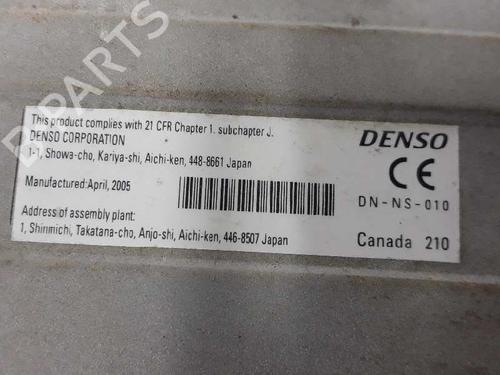 This product complies with 21 CFR Chapter 1. subchapter J.
DENSO CORPORATION
1-1, Showa-cho, Kariya-shi, Aichi-ken, 448-8661 Japan
Manufactured:April, 2005
Address of assembly plant:
1, Shinmichi, Takatana-cho, Anjo-shi, Aichi-ken, 446-8507 Japan
DENSO
CE
DN-NS-010
Canada 210
B PARTS